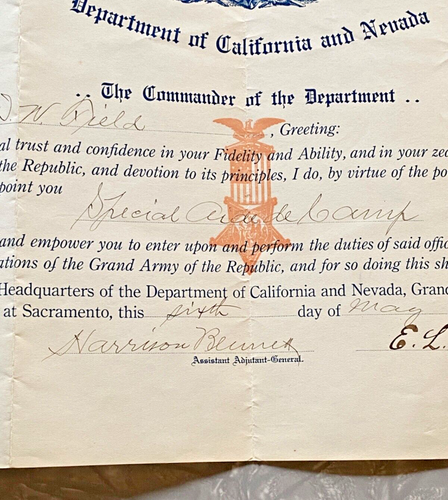 Department of California and Nevada
.. The Commander of the Department ..
W Field , Greeting:
al trust and confidence in your Fidelity and Ability, and in your zea
the Republic, and devotion to its principles, I do, by virtue of the po
point you Special Aide de Camp
and empower you to enter upon and perform the duties of said offic
ations of the Grand Army of the Republic, and for so doing this sh
Headquarters of the Department of California and Nevada, Grand
at Sacramento, this sixth day of May
Harrison Bennett E. L.
Assistant Adjutant-General.